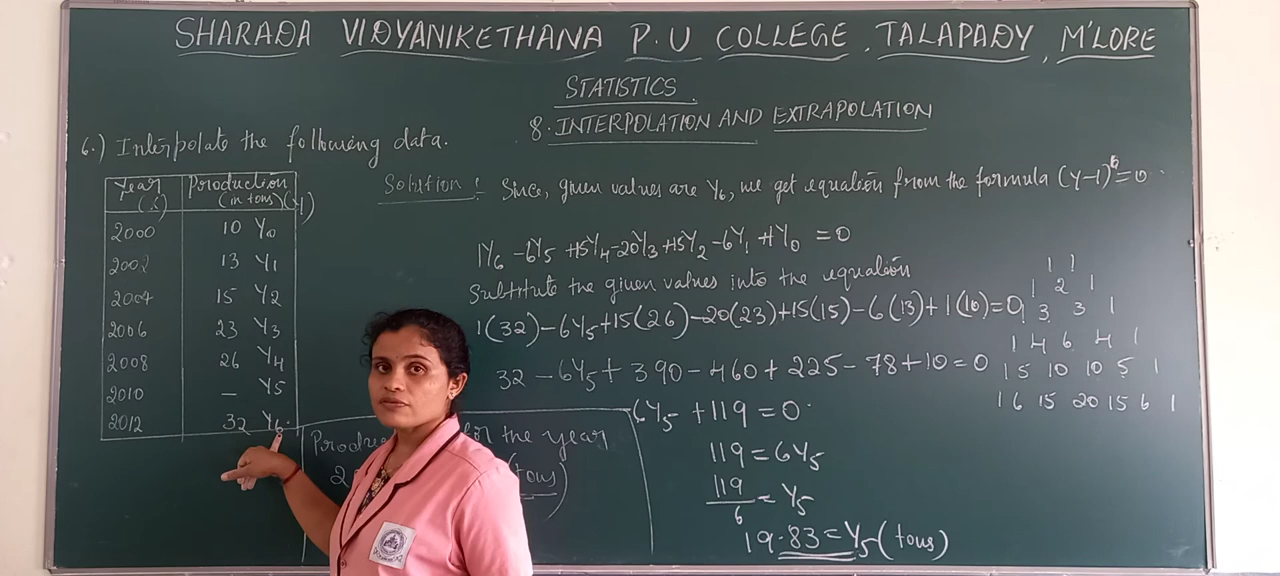 SHARADA VIDYANIKETHANA P.U COLLEGE, TALAPADY, M'LORE
STATISTICS
8. INTERPOLATION AND EXTRAPOLATION
6.) Interpolate the following data.
Year (x) Production (in tons) (y)
2000 10 Y0
2002 13 Y1
2004 15 Y2
2006 23 Y3
2008 26 Y4
2010 – Y5
2012 32 Y6
Solution: Since, given values are Y6, we get equation from the formula (y-1)^6=0
1Y6 -6Y5 +15Y4 -20Y3 +15Y2 -6Y1 +1Y0 =0
Substitute the given values into the equation
1(32)-6Y5+15(26)-20(23)+15(15)-6(13)+1(10)=0
32-6Y5+390-460+225-78+10=0
-6Y5+119=0
119=6Y5
119/6=Y5
19.83=Y5(tons)
for the year
(tons)
1 1
1 2 1
1 3 3 1
1 4 6 4 1
1 5 10 10 5 1
1 6 15 20 15 6 1